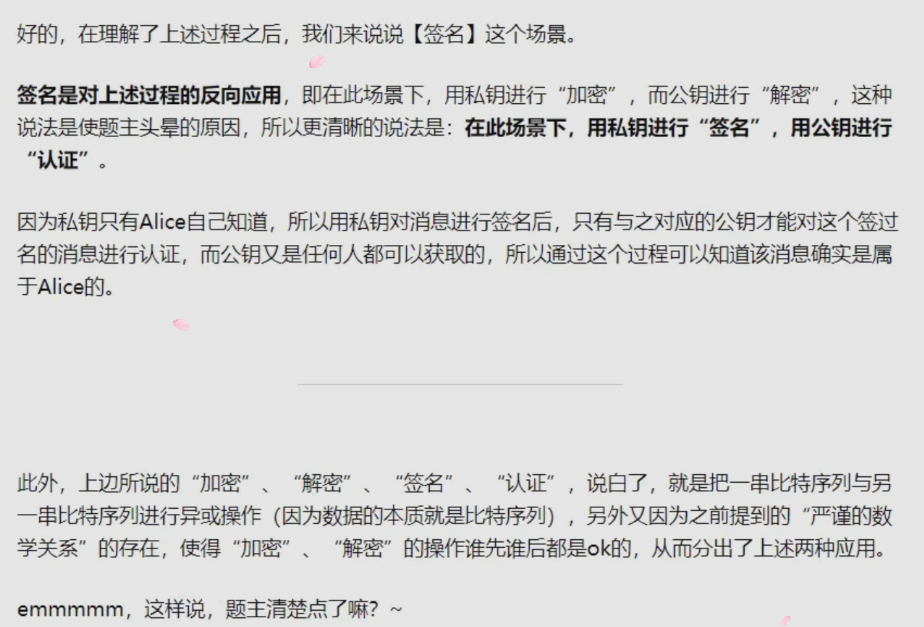 好的，在理解了上述过程之后，我们来说说【签名】这个场景。
签名是对上述过程的反向应用，即在此场景下，用私钥进行“加密”，而公钥进行“解密”，这种
说法是使题主头晕的原因，所以更清晰的说法是：在此场景下，用私钥进行“签名”，用公钥进行
“认证”。
因为私钥只有Alice自己知道，所以用私钥对消息进行签名后，只有与之对应的公钥才能对这个签过
名的消息进行认证，而公钥又是任何人都可以获取的，所以通过这个过程可以知道该消息确实是属
于Alice的。
此外，上边所说的“加密”、“解密”、“签名”、“认证”，说白了，就是把一串比特序列与另
一串比特序列进行异或操作（因为数据的本质就是比特序列），另外又因为之前提到的“严谨的数
学关系”的存在，使得“加密”、“解密”的操作谁先谁后都是ok的，从而分出了上述两种应用。
emmmmm，这样说，题主清楚点了嘛？~